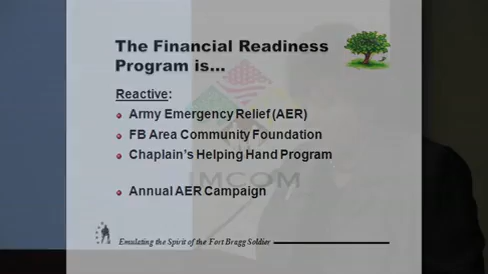 The Financial Readiness
Program is...
Reactive:
Army Emergency Relief (AER)
FB Area Community Foundation
Chaplain's Helping Hand Program
IMCOM
Annual AER Campaign
Emulating the Spirit of the Fort Bragg Soldier